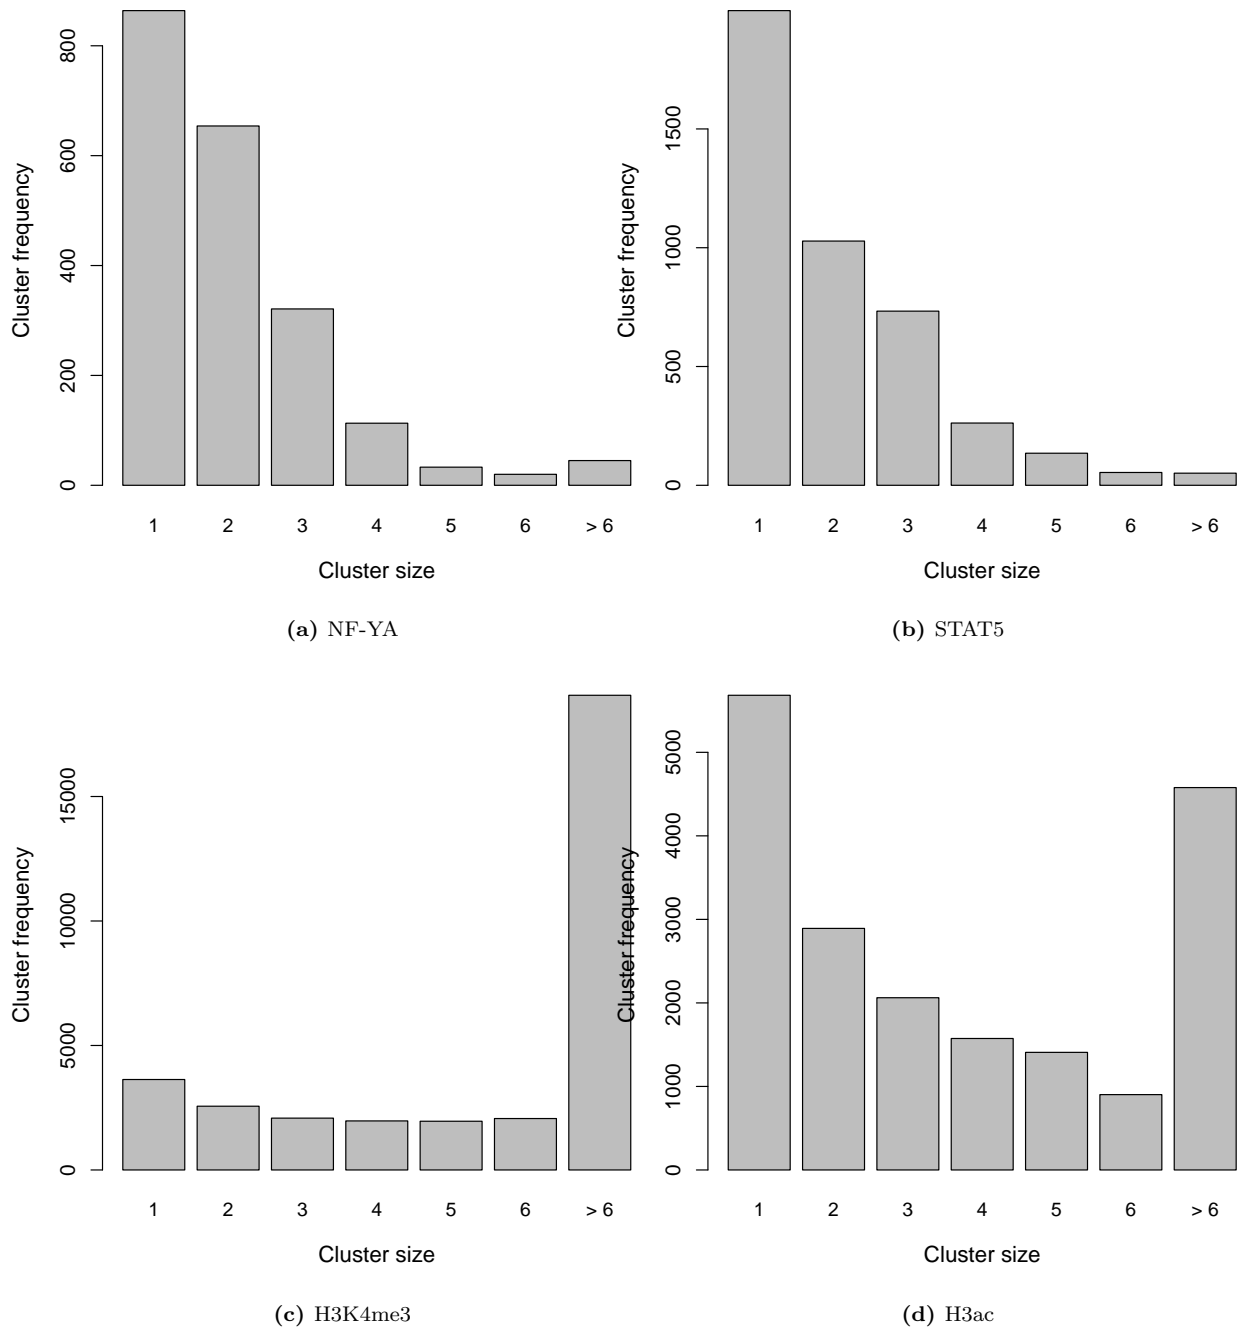 Cluster frequency
800
600
400
200
0
1 2 3 4 5 6 > 6
Cluster size
(a) NF-YA
Cluster frequency
1500
1000
500
0
1 2 3 4 5 6 > 6
Cluster size
(b) STAT5
Cluster frequency
15000
10000
5000
0
1 2 3 4 5 6 > 6
Cluster size
(c) H3K4me3
Cluster frequency
5000
4000
3000
2000
1000
0
1 2 3 4 5 6 > 6
Cluster size
(d) H3ac